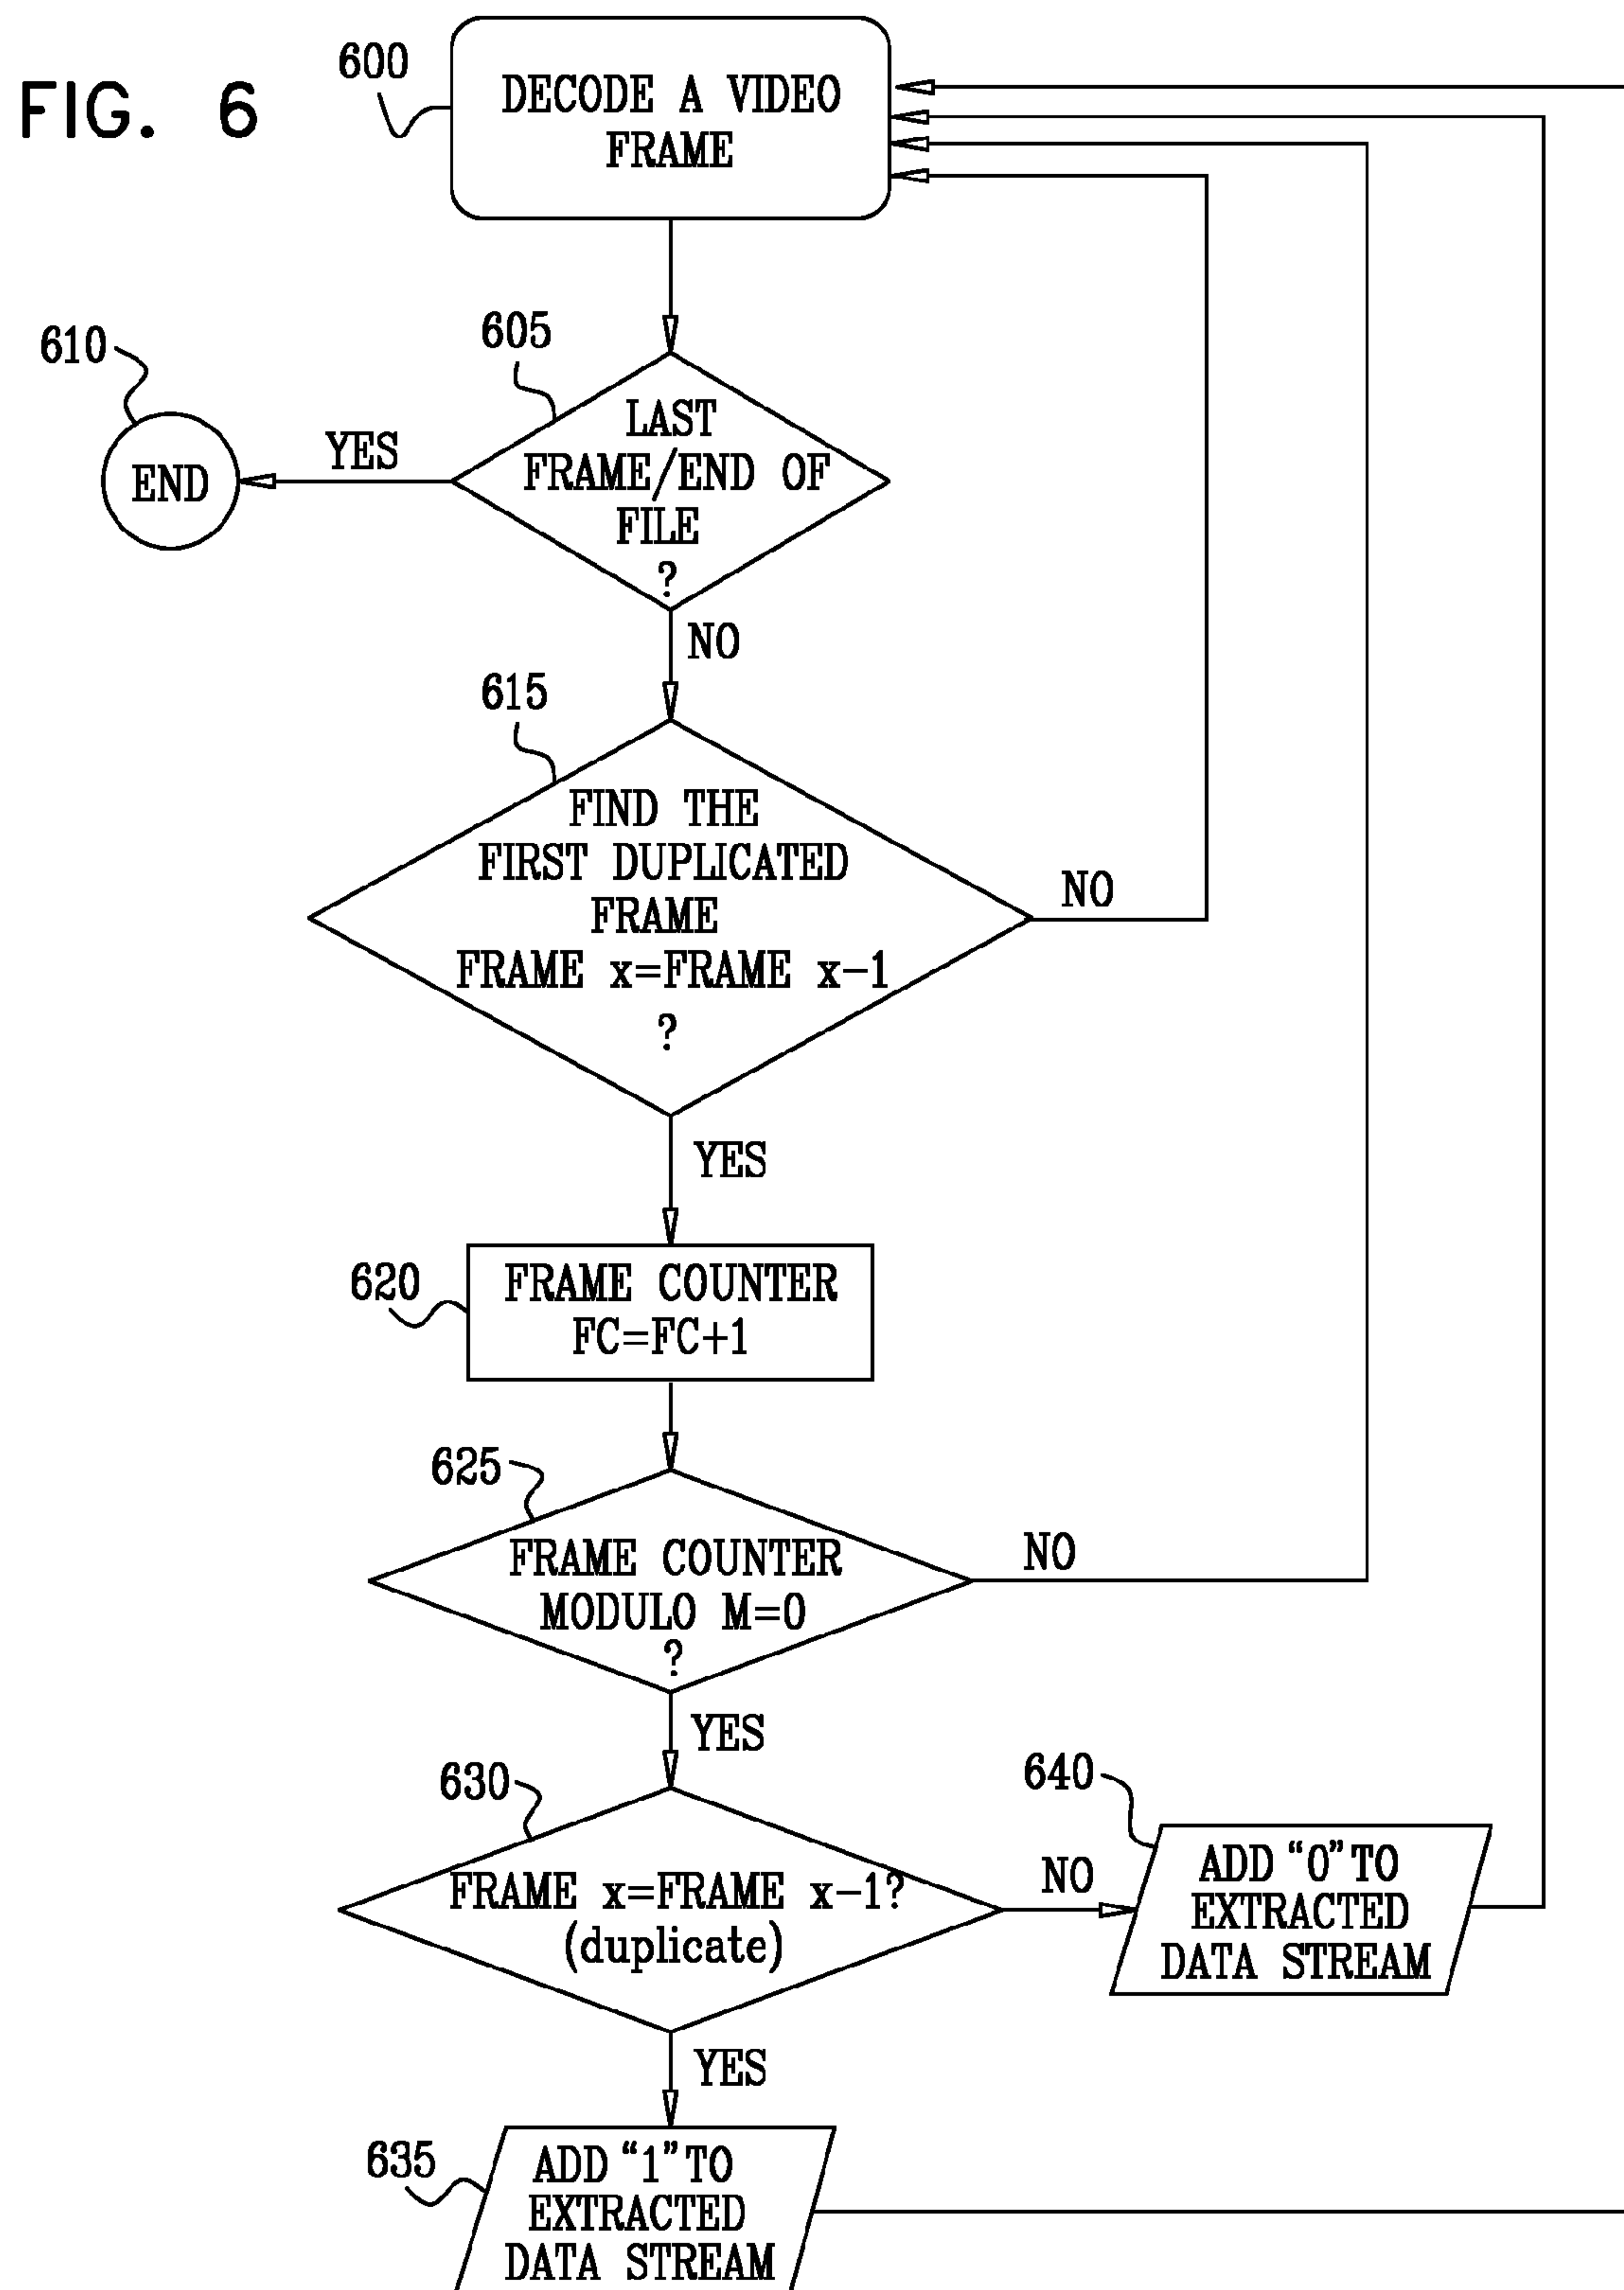 FIG. 6
600
DECODE A VIDEO
FRAME
605
610
LAST
FRAME/END OF
FILE
?
YES
END
NO
615
FIND THE
FIRST DUPLICATED
FRAME
FRAME x=FRAME x-1
?
NO
YES
620
FRAME COUNTER
FC=FC+1
625
FRAME COUNTER
MODULO M=0
?
NO
YES
630
FRAME x=FRAME x-1?
(duplicate)
NO
640
ADD "0" TO
EXTRACTED
DATA STREAM
YES
635
ADD "1" TO
EXTRACTED
DATA STREAM